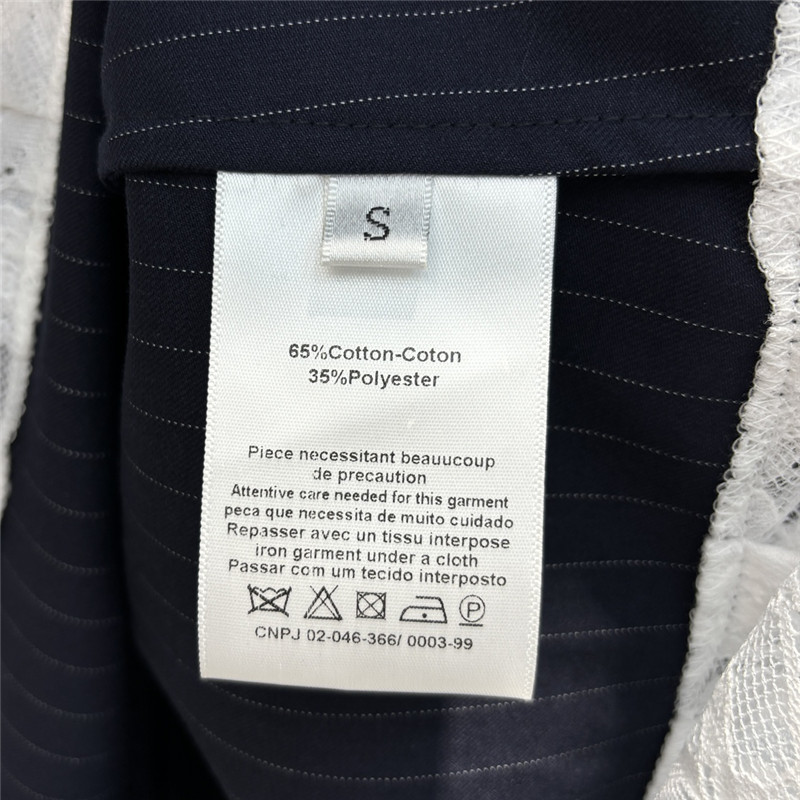 S
65%Cotton-Coton
35%Polyester
Piece necessitant beauucoup
de precaution
Attentive care needed for this garment
peca que necessita de muito cuidado
Repasser avec un tissu interpose
iron garment under a cloth
Passar com um tecido interposto
P
CNPJ 02-046-366/ 0003-99